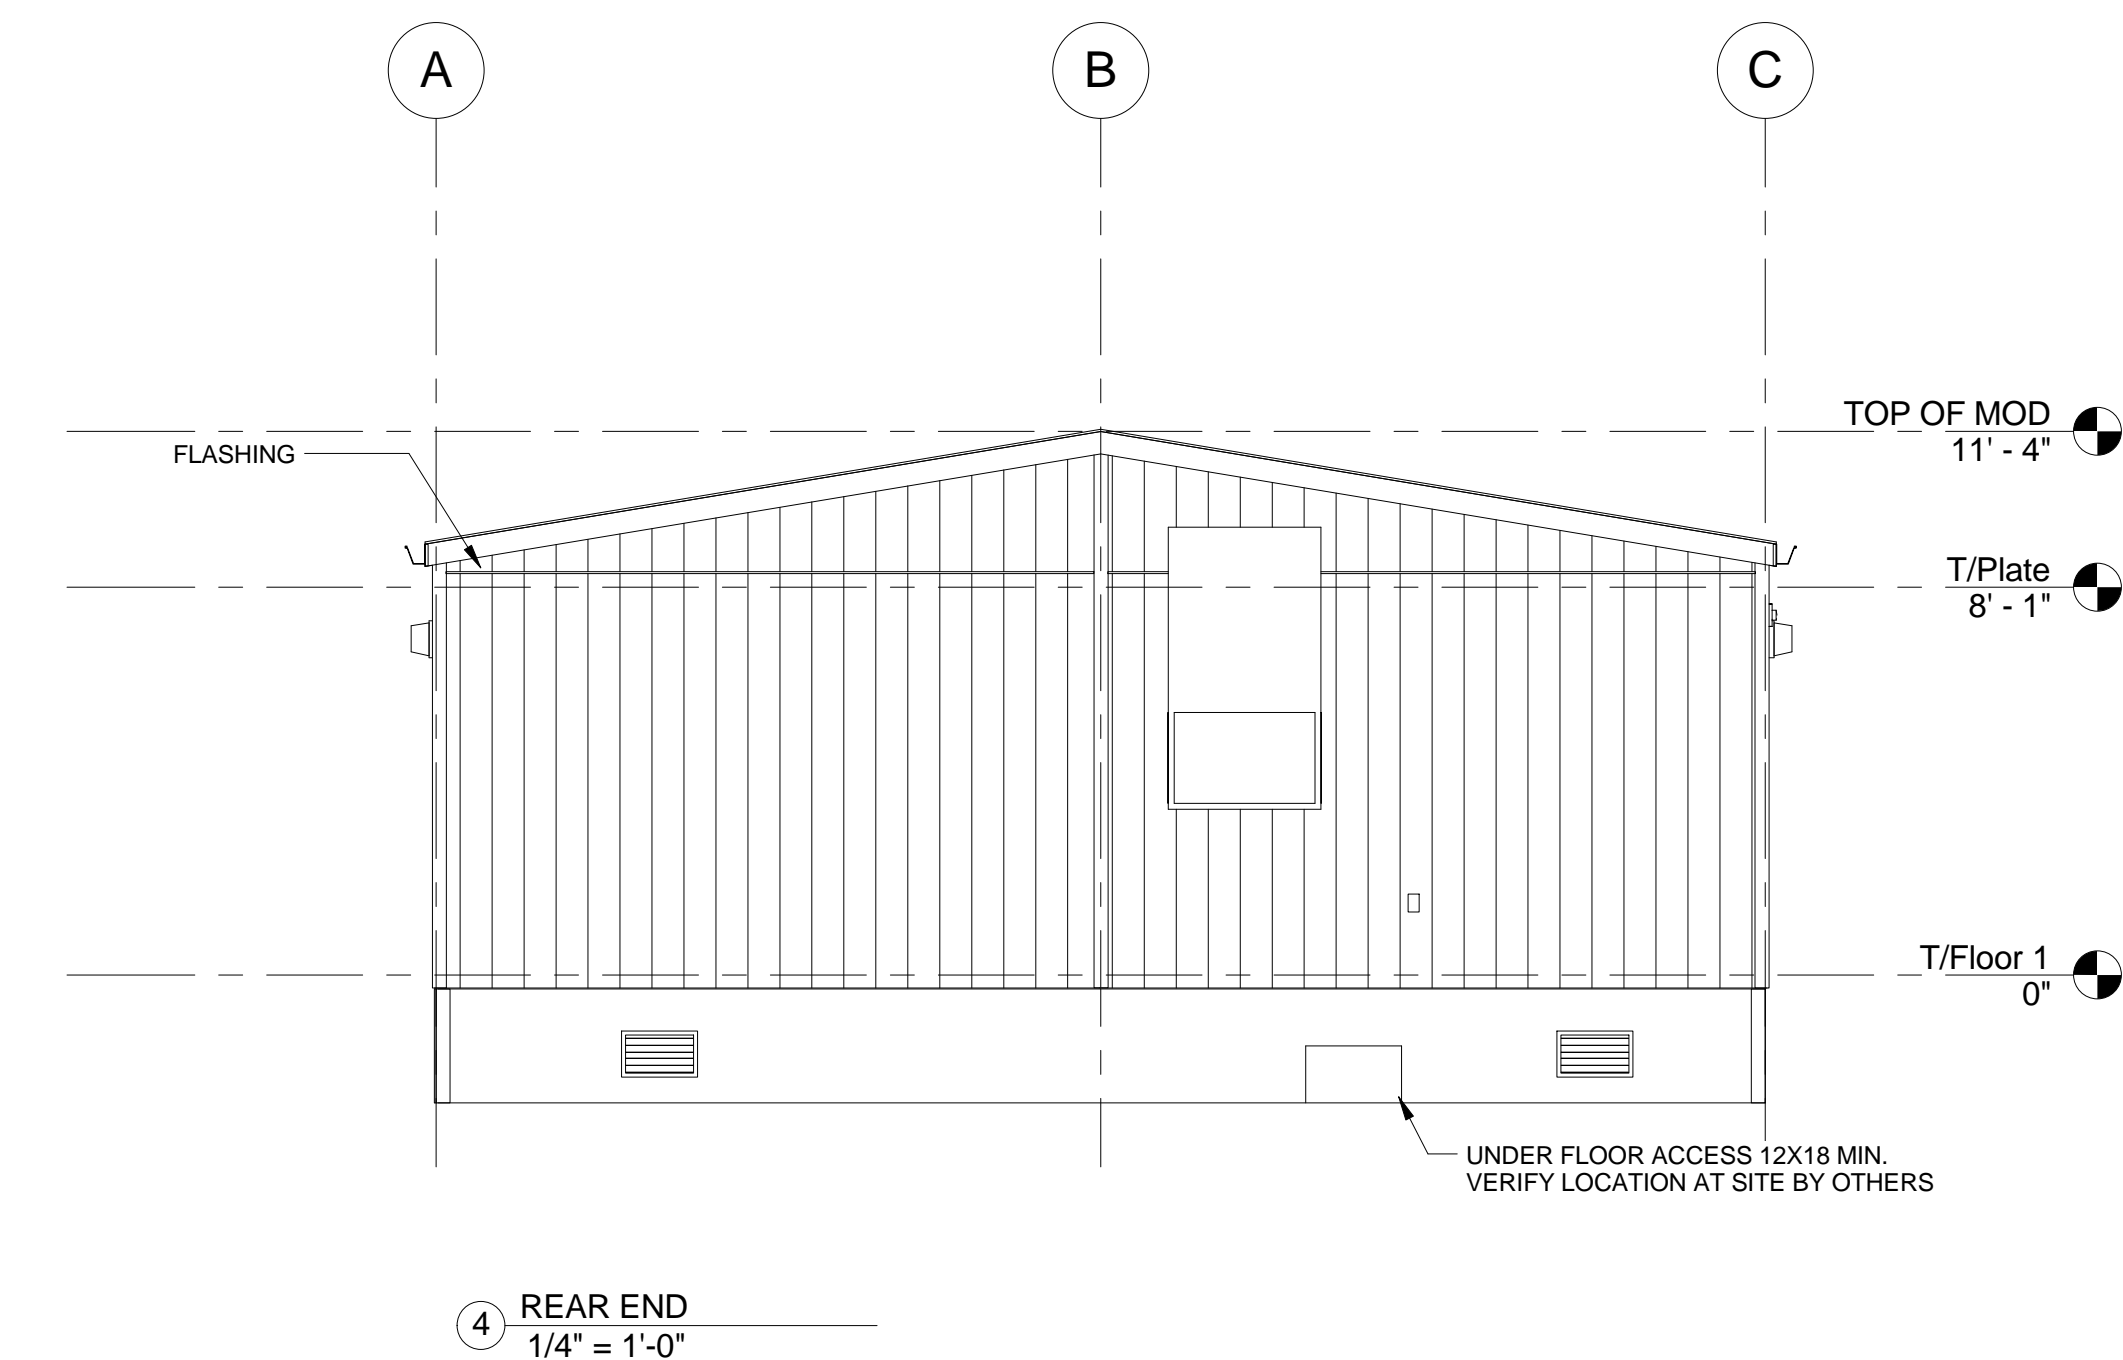 A
B
C
TOP OF MOD
11' - 4"
FLASHING
T/Plate
8' - 1"
T/Floor 1
0"
UNDER FLOOR ACCESS 12X18 MIN.
VERIFY LOCATION AT SITE BY OTHERS
4
REAR END
1/4" = 1'-0"